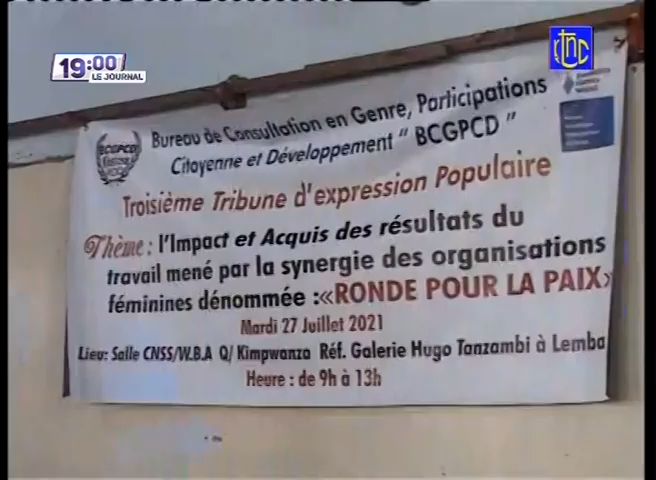 19:00
LE JOURNAL
rtnc
BCGPCD
Bureau de Consultation en Genre, Participations
Citoyenne et Développement " BCGPCD "
Troisième Tribune d'expression Populaire
Thème : l'Impact et Acquis des résultats du
travail mené par la synergie des organisations
féminines dénommée :«RONDE POUR LA PAIX»
Mardi 27 Juillet 2021
Lieu: Salle CNSS/W.B.A Q/ Kimpwanza Réf. Galerie Hugo Tanzambi à Lemba
Heure : de 9h à 13h